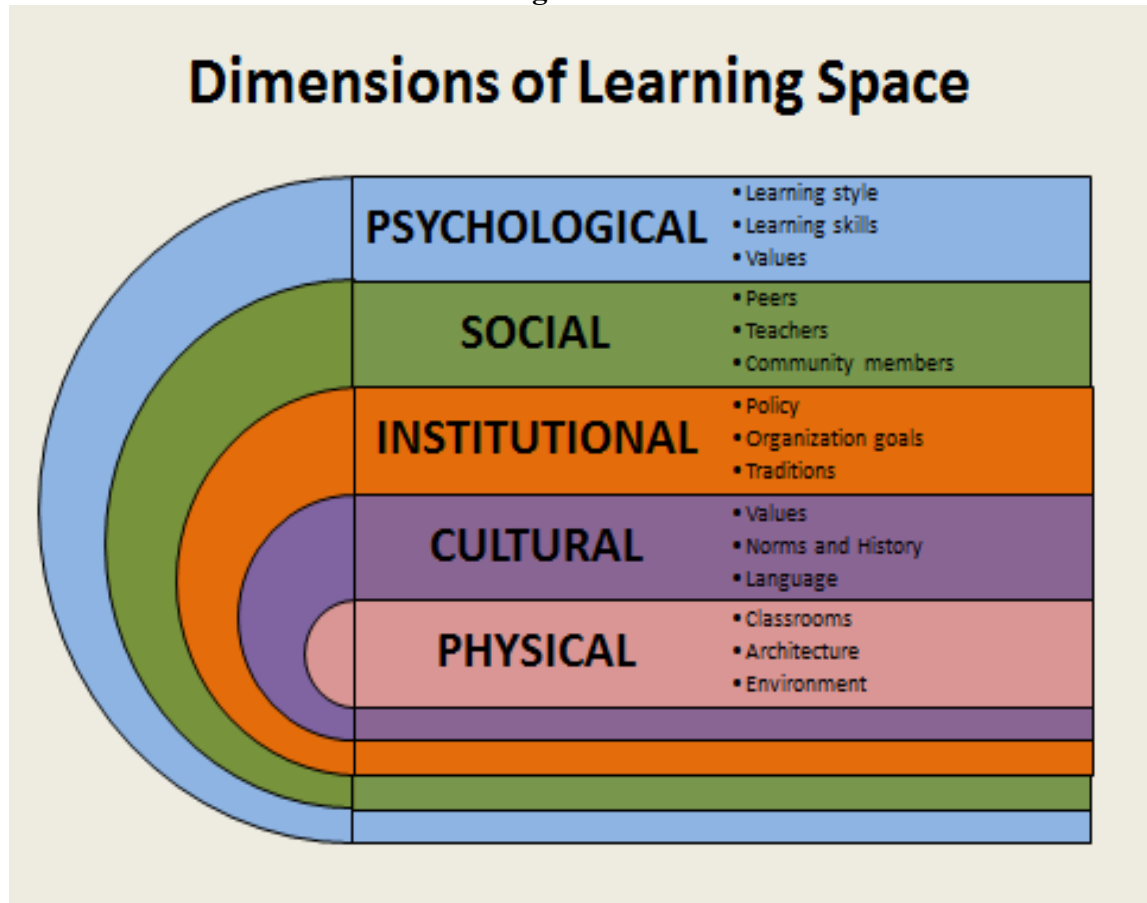 Dimensions of Learning Space
PSYCHOLOGICAL
• Learning style
• Learning skills
• Values
SOCIAL
• Peers
• Teachers
• Community members
INSTITUTIONAL
• Policy
• Organization goals
• Traditions
CULTURAL
• Values
• Norms and History
• Language
PHYSICAL
• Classrooms
• Architecture
• Environment